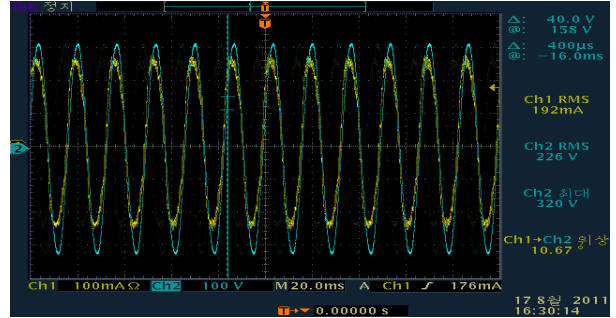 Tek 정지
T
T
Δ: 40.0 V
@: 158 V
Δ: 400µs
@: −16.0ms
Ch1 RMS
192mA
Ch2 RMS
226 V
Ch2 최대
320 V
Ch1→Ch2 위상
10.67 °
2
Ch1 100mAΩ Ch2 100 V M 20.0ms A Ch1 ∫ 176mA
T→▼ 0.00000 s
17 8월 2011
16:30:14